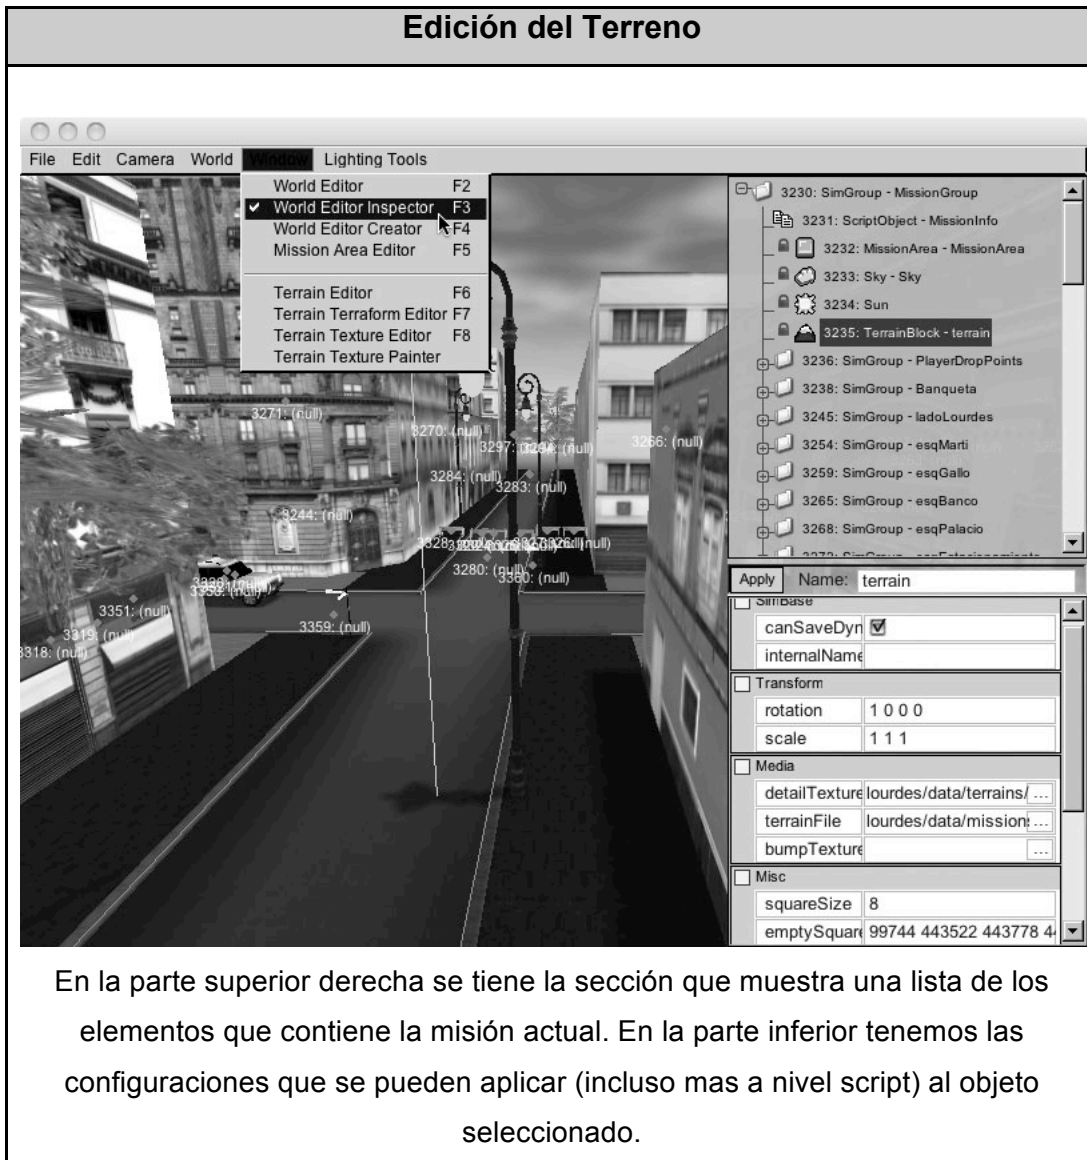 Edición del Terreno
File Edit Camera World Window Lighting Tools
World Editor F2
World Editor Inspector F3
World Editor Creator F4
Mission Area Editor F5
Terrain Editor F6
Terrain Terraform Editor F7
Terrain Texture Editor F8
Terrain Texture Painter
3271: (null)
3270: (null)
3266: (null)
3284: (null)
3283: (null)
3244: (null)
3280: (null)
3360: (null)
3351: (null)
3359: (null)
3319: (null)
3318: (null)
3230: SimGroup - MissionGroup
3231: ScriptObject - MissionInfo
3232: MissionArea - MissionArea
3233: Sky - Sky
3234: Sun
3235: TerrainBlock - terrain
3236: SimGroup - PlayerDropPoints
3238: SimGroup - Banqueta
3245: SimGroup - ladoLourdes
3254: SimGroup - esqMarti
3259: SimGroup - esqGallo
3265: SimGroup - esqBanco
3268: SimGroup - esqPalacio
Apply Name: terrain
SimBase
canSaveDyn
internalName
Transform
rotation 1 0 0 0
scale 1 1 1
Media
detailTexture lourdes/data/terrains/ ...
terrainFile lourdes/data/missions ...
bumpTexture ...
Misc
squareSize 8
emptySquare 99744 443522 443778 4
En la parte superior derecha se tiene la sección que muestra una lista de los
elementos que contiene la misión actual. En la parte inferior tenemos las
configuraciones que se pueden aplicar (incluso mas a nivel script) al objeto
seleccionado.